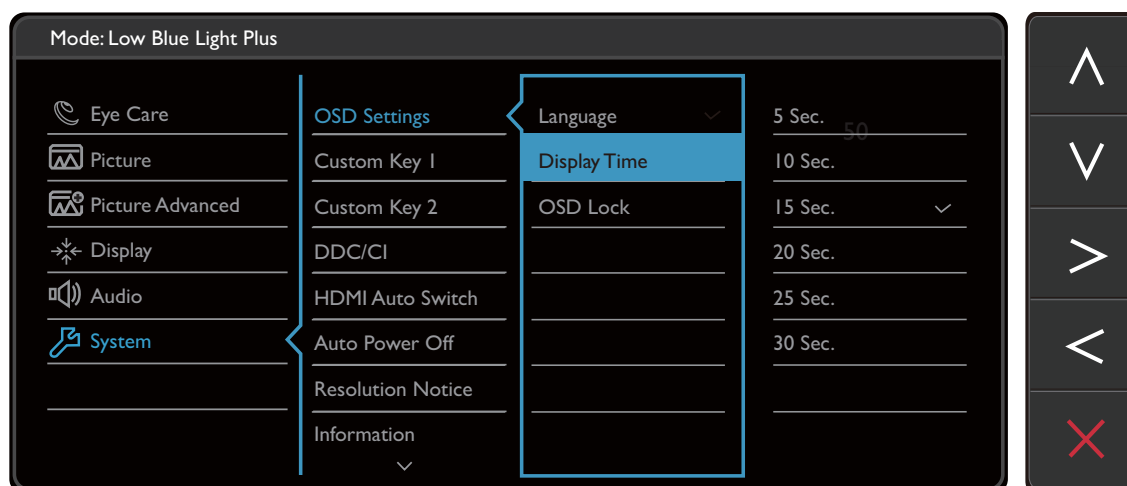 Mode: Low Blue Light Plus
Eye Care
Picture
Picture Advanced
Display
Audio
System
OSD Settings
Custom Key 1
Custom Key 2
DDC/CI
HDMI Auto Switch
Auto Power Off
Resolution Notice
Information
Language
Display Time
OSD Lock
5 Sec.
50
10 Sec.
15 Sec.
20 Sec.
25 Sec.
30 Sec.